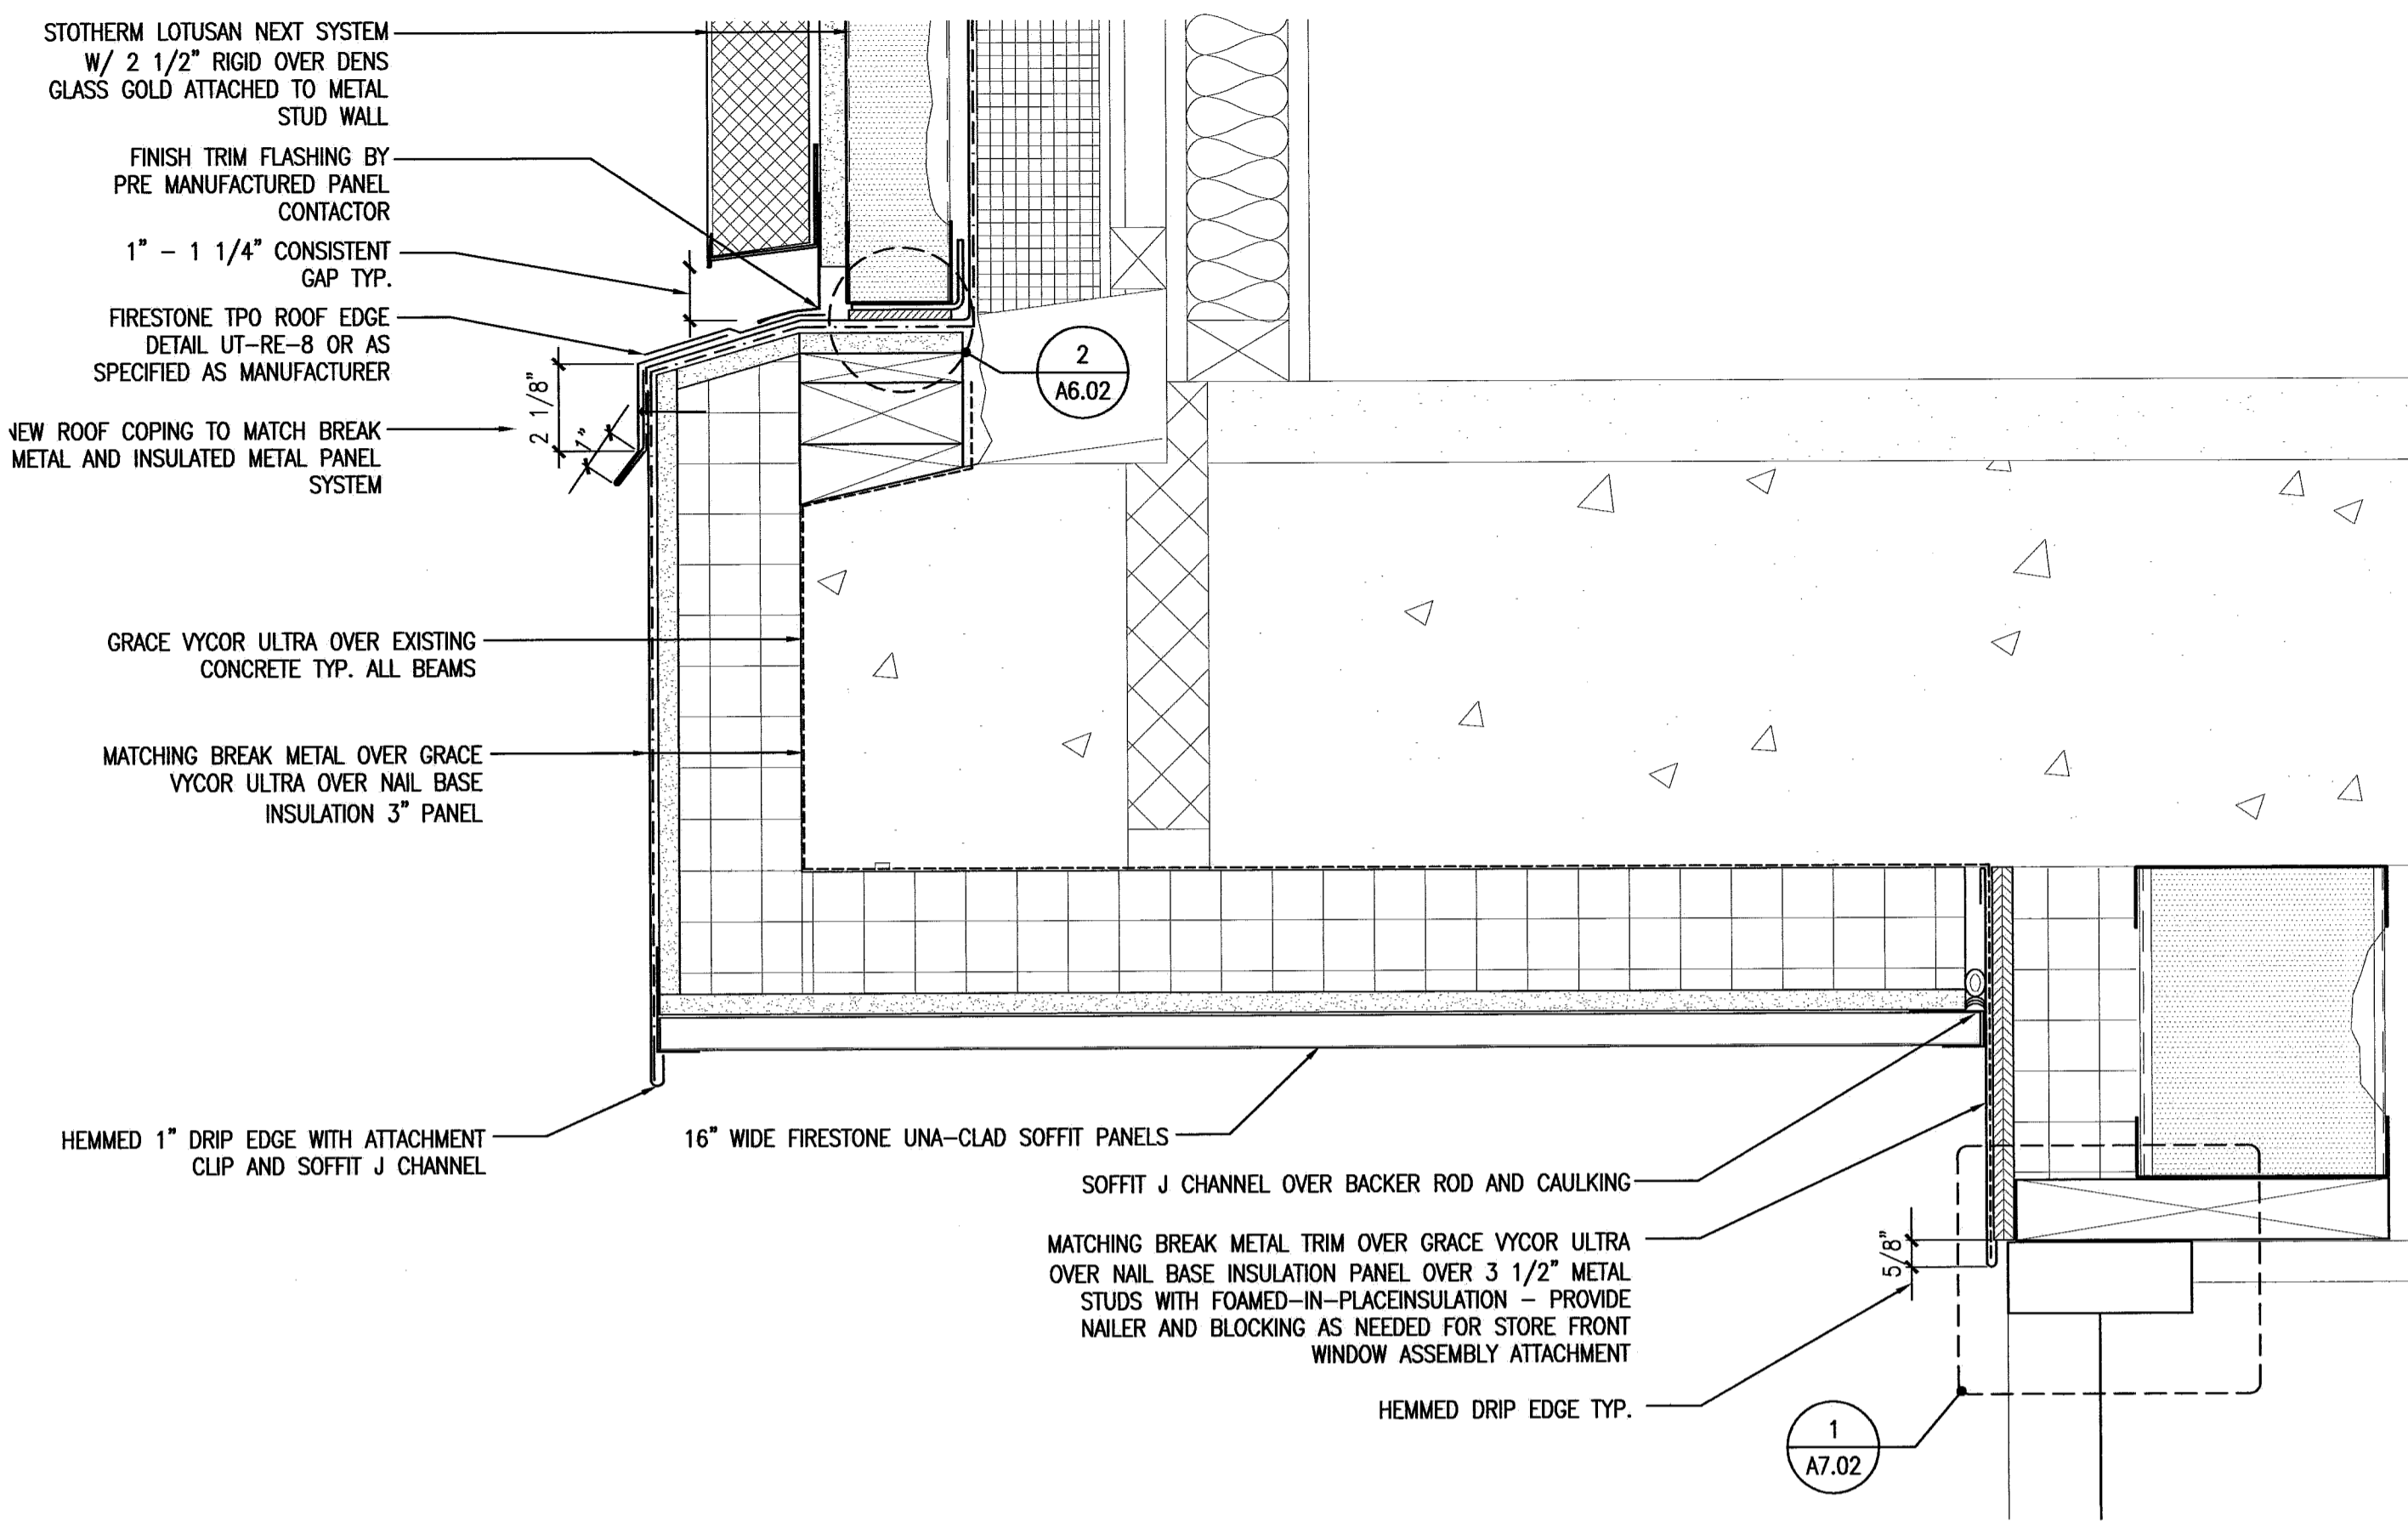 STOTHERM LOTUSAN NEXT SYSTEM
W/ 2 1/2" RIGID OVER DENS
GLASS GOLD ATTACHED TO METAL
STUD WALL
FINISH TRIM FLASHING BY
PRE MANUFACTURED PANEL
CONTACTOR
1" - 1 1/4" CONSISTENT
GAP TYP.
FIRESTONE TPO ROOF EDGE
DETAIL UT-RE-8 OR AS
SPECIFIED AS MANUFACTURER
2 1/8"
1"
2
A6.02
ROOF COPING TO MATCH BREAK
METAL AND INSULATED METAL PANEL
SYSTEM
GRACE VYCOR ULTRA OVER EXISTING
CONCRETE TYP. ALL BEAMS
MATCHING BREAK METAL OVER GRACE
VYCOR ULTRA OVER NAIL BASE
INSULATION 3" PANEL
HEMMED 1" DRIP EDGE WITH ATTACHMENT
CLIP AND SOFFIT J CHANNEL
16" WIDE FIRESTONE UNA-CLAD SOFFIT PANELS
SOFFIT J CHANNEL OVER BACKER ROD AND CAULKING
MATCHING BREAK METAL TRIM OVER GRACE VYCOR ULTRA
OVER NAIL BASE INSULATION PANEL OVER 3 1/2" METAL
STUDS WITH FOAMED-IN-PLACEINSULATION - PROVIDE
NAILER AND BLOCKING AS NEEDED FOR STORE FRONT
WINDOW ASSEMBLY ATTACHMENT
5/8"
HEMMED DRIP EDGE TYP.
1
A7.02